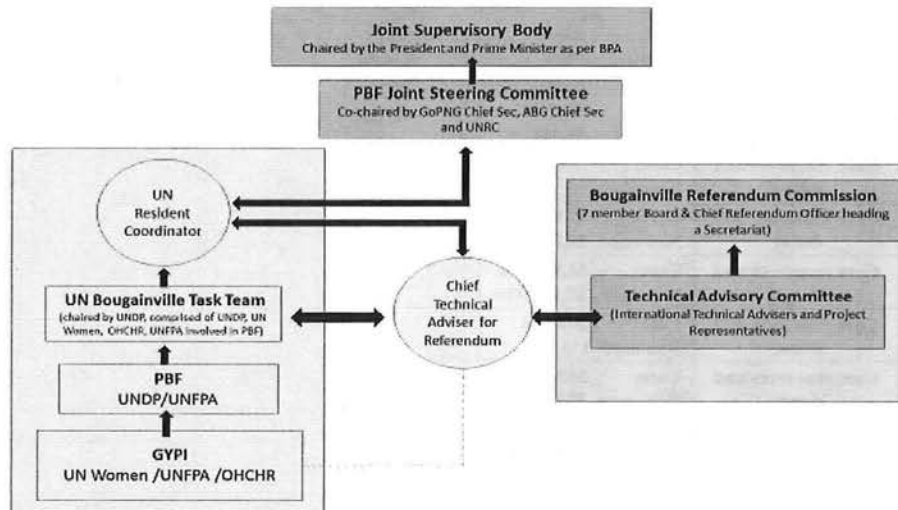 Joint Supervisory Body
Chaired by the President and Prime Minister as per BPA
PBF Joint Steering Committee
Co-chaired by GoPNG Chief Sec, ABG Chief Sec
and UNRC
UN
Resident
Coordinator
Bougainville Referendum Commission
(7 member Board & Chief Referendum Officer heading
a Secretariat)
UN Bougainville Task Team
(chaired by UNDP, comprised of UNDP, UN
Women, OHCHR, UNFPA involved in PBF)
Chief
Technical
Adviser for
Referendum
Technical Advisory Committee
(International Technical Advisers and Project
Representatives)
PBF
UNDP/UNFPA
GYPI
UN Women /UNFPA /OHCHR